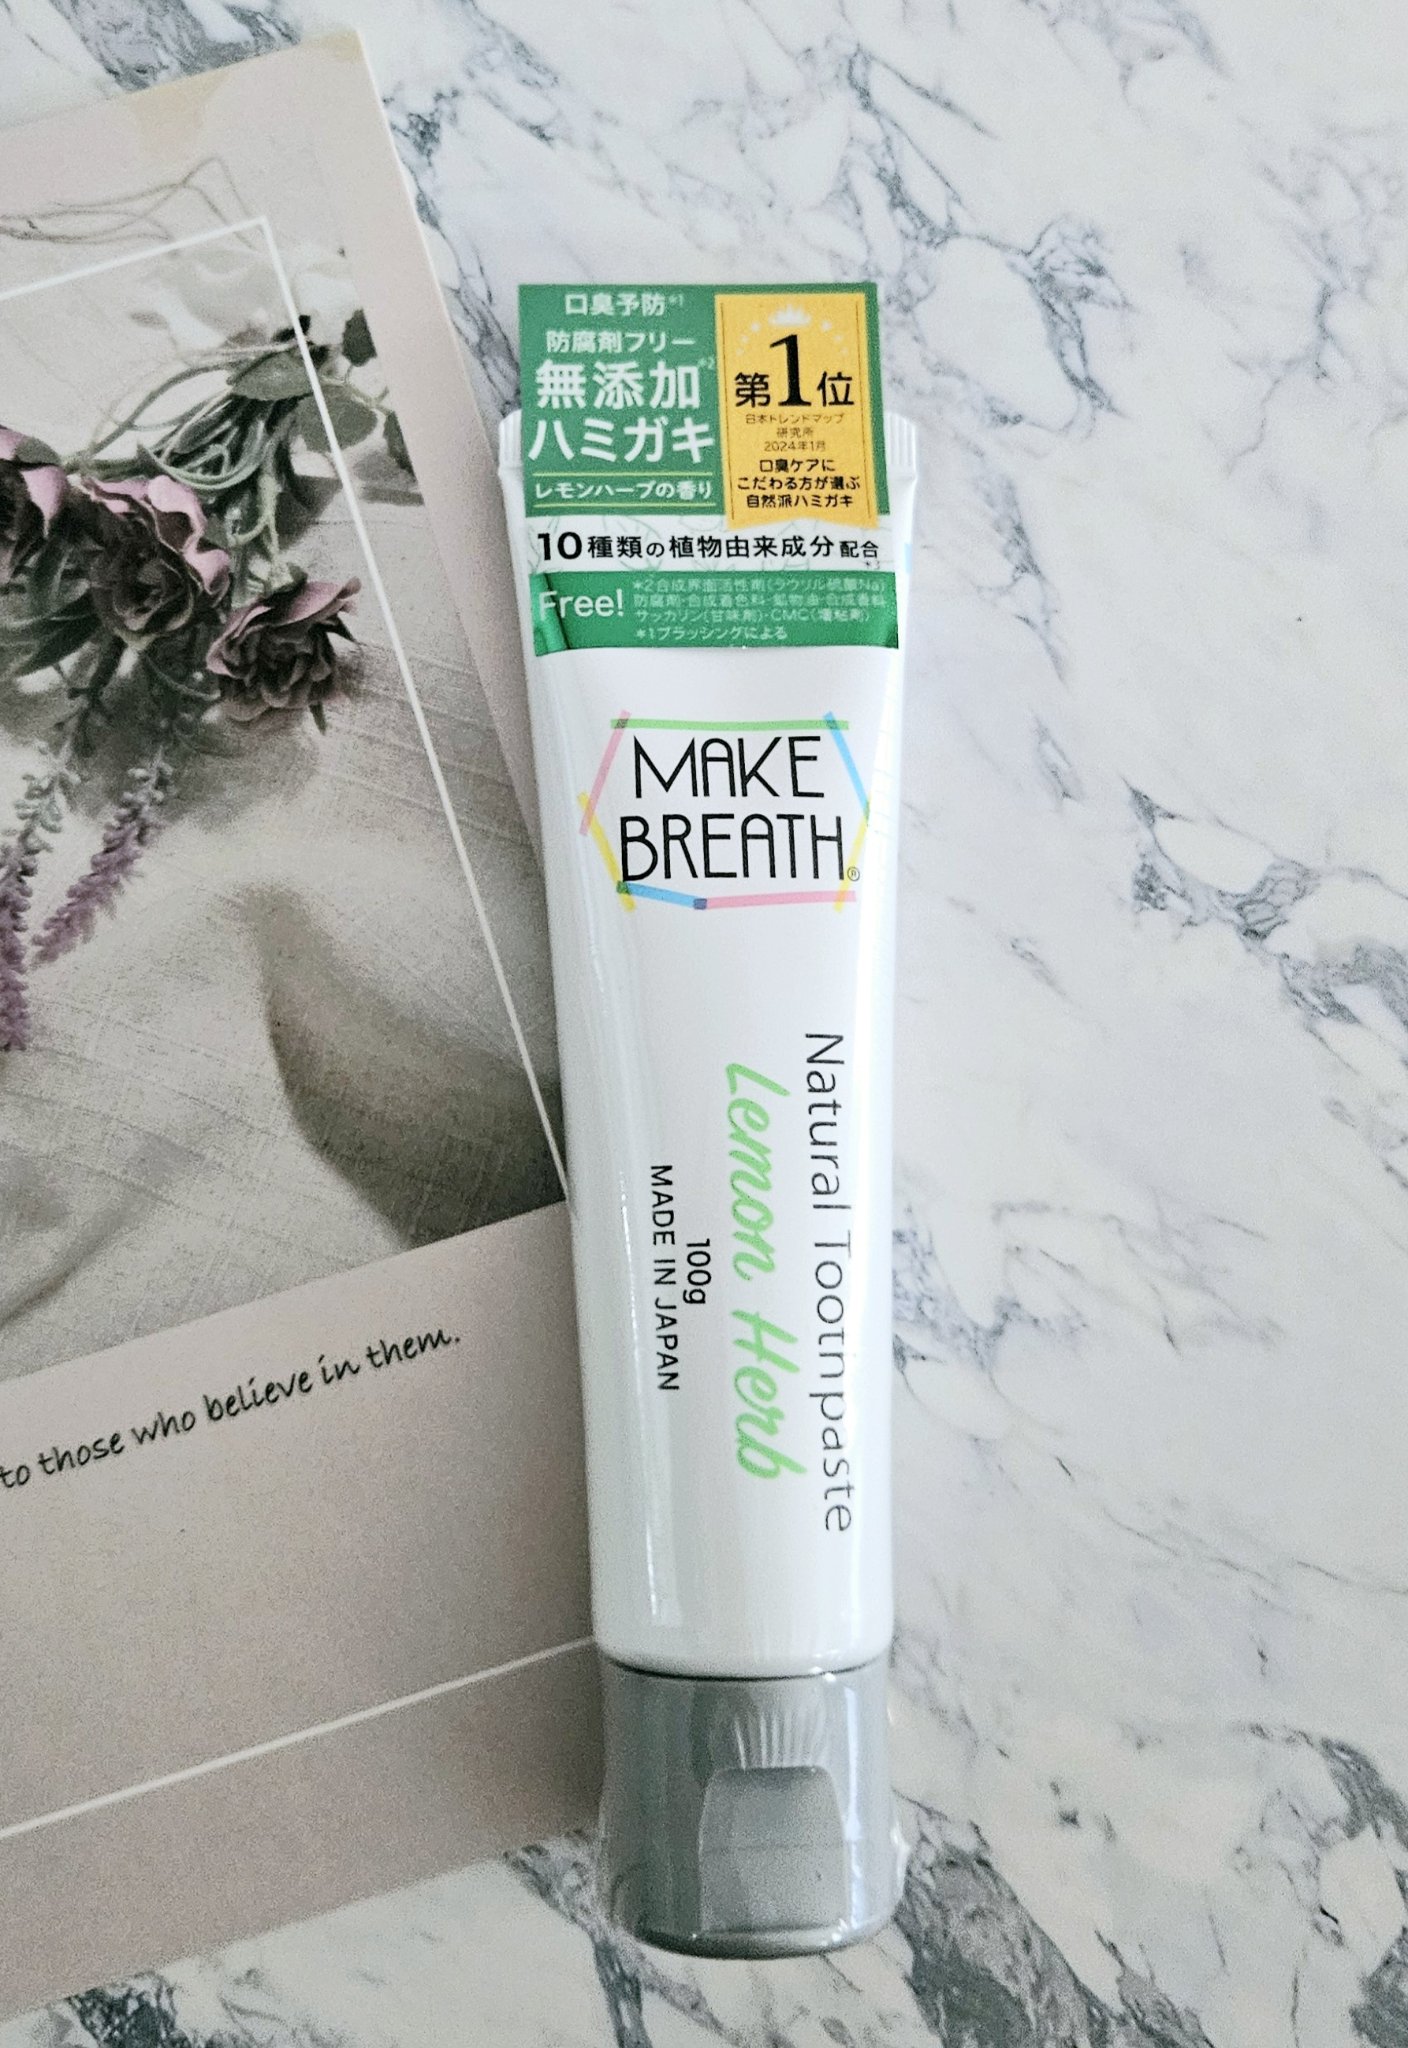 口臭予防*1
防腐剤フリー
無添加*2
ハミガキ
レモンハーブの香り
第1位
日本トレンドマップ
研究所
2024年1月
口臭ケアに
こだわる方が選ぶ
自然派ハミガキ
10種類の植物由来成分配合
Free!
*2合成界面活性剤(ラウリル硫酸Na)
防腐剤・合成着色料・鉱物油・合成香料
サッカリン(甘味剤)・CMC(増粘剤)
*1ブラッシングによる
MAKE
BREATH®
Natural Toothpaste
Lemon Herb
100g
MADE IN JAPAN
to those who believe in them.